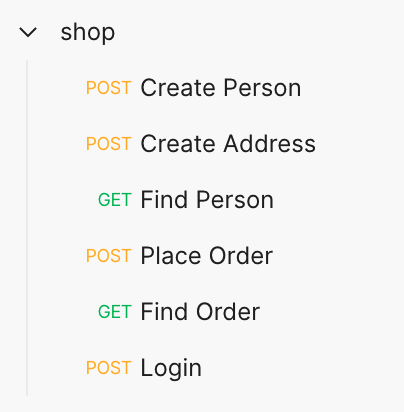 shop
POST Create Person
POST Create Address
GET Find Person
POST Place Order
GET Find Order
POST Login